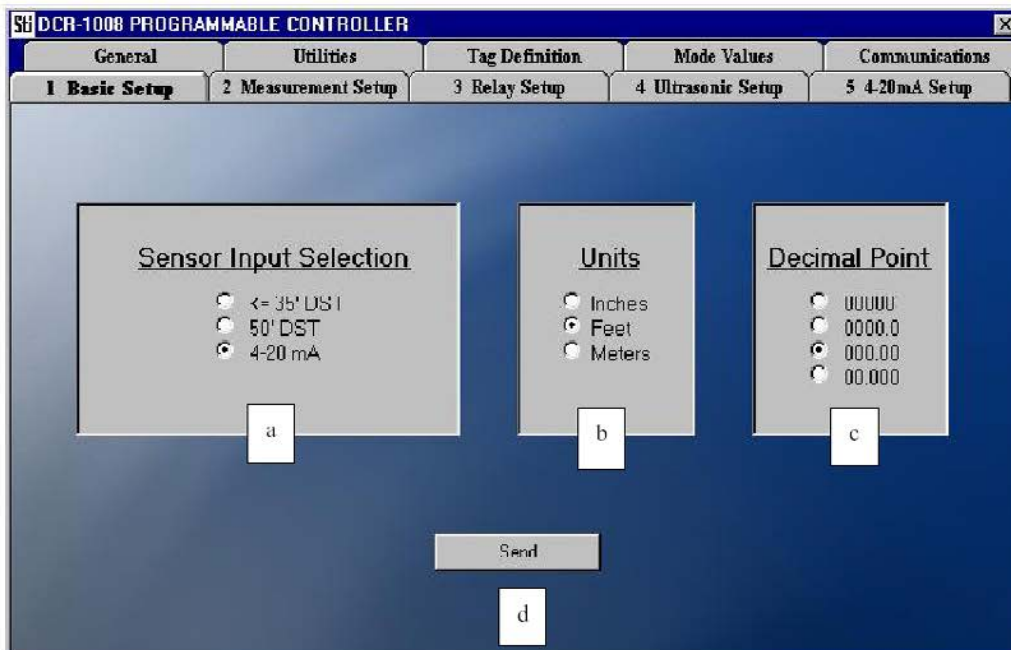 Sti DCR-1008 PROGRAMMABLE CONTROLLER
General Utilities Tag Definition Mode Values Communications
1 Basic Setup 2 Measurement Setup 3 Relay Setup 4 Ultrasonic Setup 5 4-20mA Setup
Sensor Input Selection
<= 35' DST
50' DST
4-20 mA
a
Units
Inches
Feet
Meters
b
Decimal Point
00000
0000.0
000.00
00.000
c
Send
d